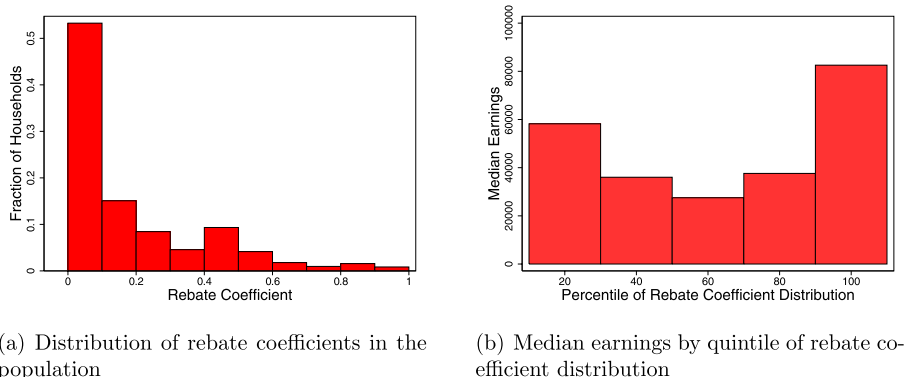 0.5
0.4
0.3
0.2
0.1
0
Fraction of Households
0 0.2 0.4 0.6 0.8 1
Rebate Coefficient
(a) Distribution of rebate coefficients in the
population
100000
80000
60000
40000
20000
0
Median Earnings
20 40 60 80 100
Percentile of Rebate Coefficient Distribution
(b) Median earnings by quintile of rebate co-
efficient distribution